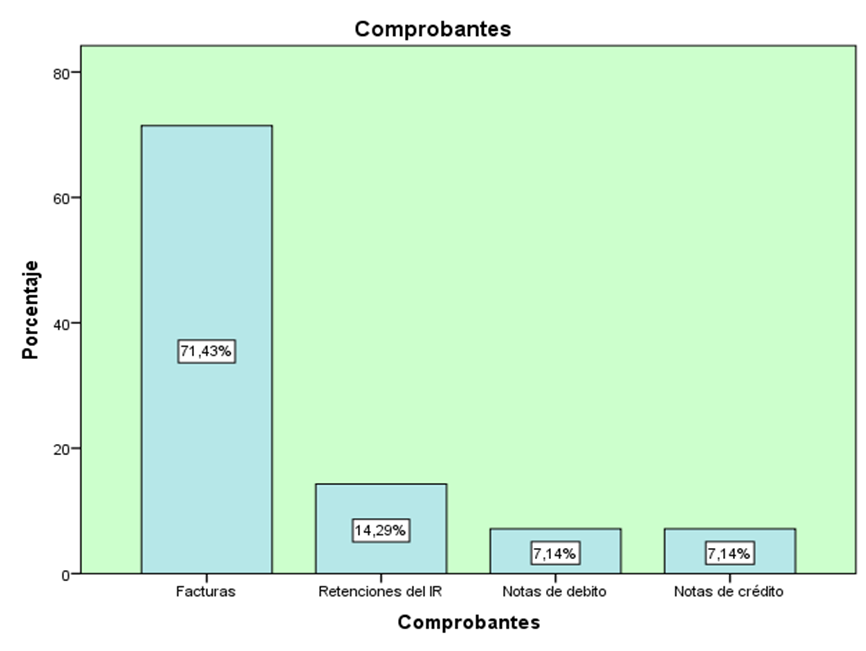 Comprobantes
Porcentaje
80
60
40
20
0
71,43%
14,29%
7,14%
7,14%
Facturas
Retenciones del IR
Notas de debito
Notas de crédito
Comprobantes